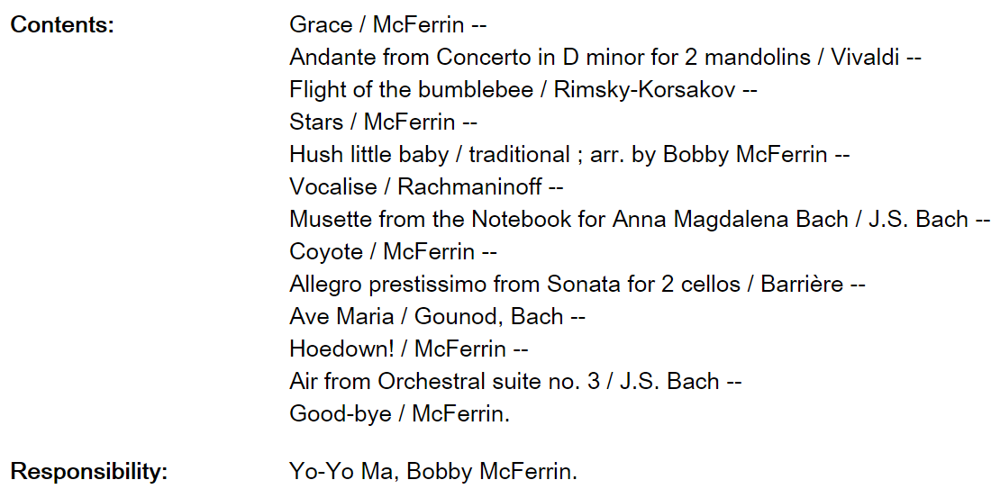 Contents: Grace / McFerrin --
Andante from Concerto in D minor for 2 mandolins / Vivaldi --
Flight of the bumblebee / Rimsky-Korsakov --
Stars / McFerrin --
Hush little baby / traditional ; arr. by Bobby McFerrin --
Vocalise / Rachmaninoff --
Musette from the Notebook for Anna Magdalena Bach / J.S. Bach --
Coyote / McFerrin --
Allegro prestissimo from Sonata for 2 cellos / Barrière --
Ave Maria / Gounod, Bach --
Hoedown! / McFerrin --
Air from Orchestral suite no. 3 / J.S. Bach --
Good-bye / McFerrin.
Responsibility: Yo-Yo Ma, Bobby McFerrin.